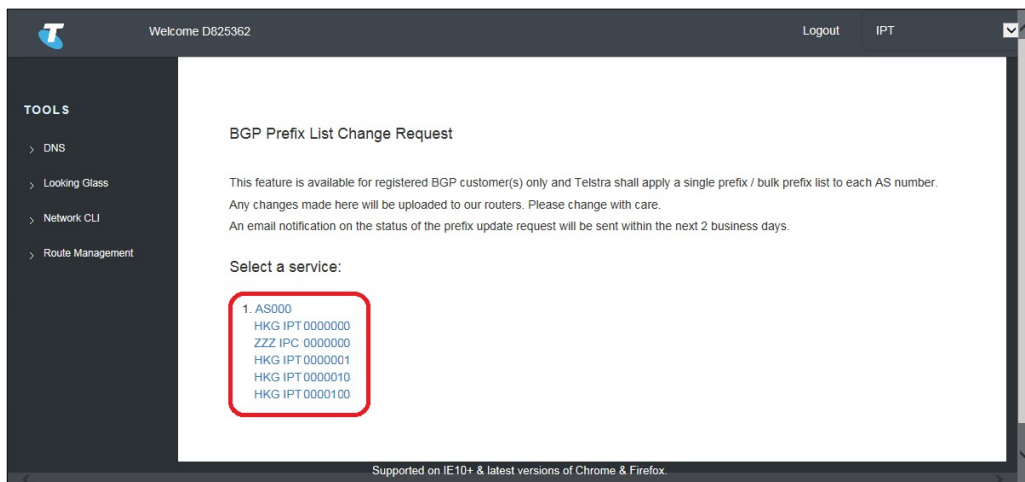 T
Welcome D825362
Logout
IPT
TOOLS
> DNS
> Looking Glass
> Network CLI
> Route Management
BGP Prefix List Change Request
This feature is available for registered BGP customer(s) only and Telstra shall apply a single prefix / bulk prefix list to each AS number.
Any changes made here will be uploaded to our routers. Please change with care.
An email notification on the status of the prefix update request will be sent within the next 2 business days.
Select a service:
1. AS000
HKG IPT 0000000
ZZZ IPC 0000000
HKG IPT 0000001
HKG IPT 0000010
HKG IPT 0000100
Supported on IE10+ & latest versions of Chrome & Firefox.